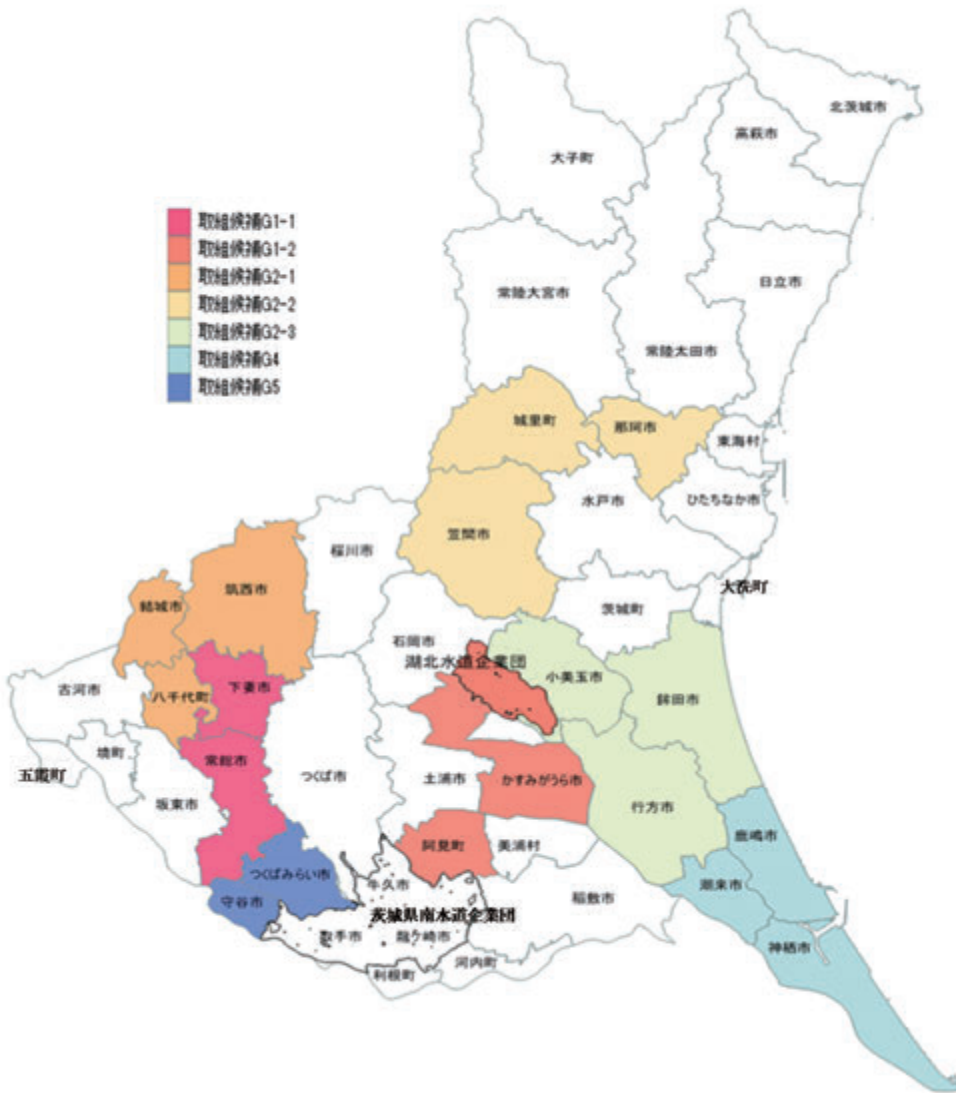 北茨城市
高萩市
大子町
取組候補G1-1
取組候補G1-2
取組候補G2-1
取組候補G2-2
取組候補G2-3
取組候補G4
取組候補G5
日立市
常陸大宮市
常陸太田市
城里町
那珂市
東海村
水戸市
ひたちなか市
笠間市
桜川市
大洗町
筑西市
結城市
茨城町
石岡市
湖北水道企業団
小美玉市
下妻市
古河市
八千代町
鉾田市
境町
常総市
五霞町
つくば市
土浦市
かすみがうら市
坂東市
行方市
鹿嶋市
阿見町
美浦村
つくばみらい市
牛久市
潮来市
守谷市
稲敷市
茨城県南水道企業団
取手市
龍ケ崎市
神栖市
河内町
利根町